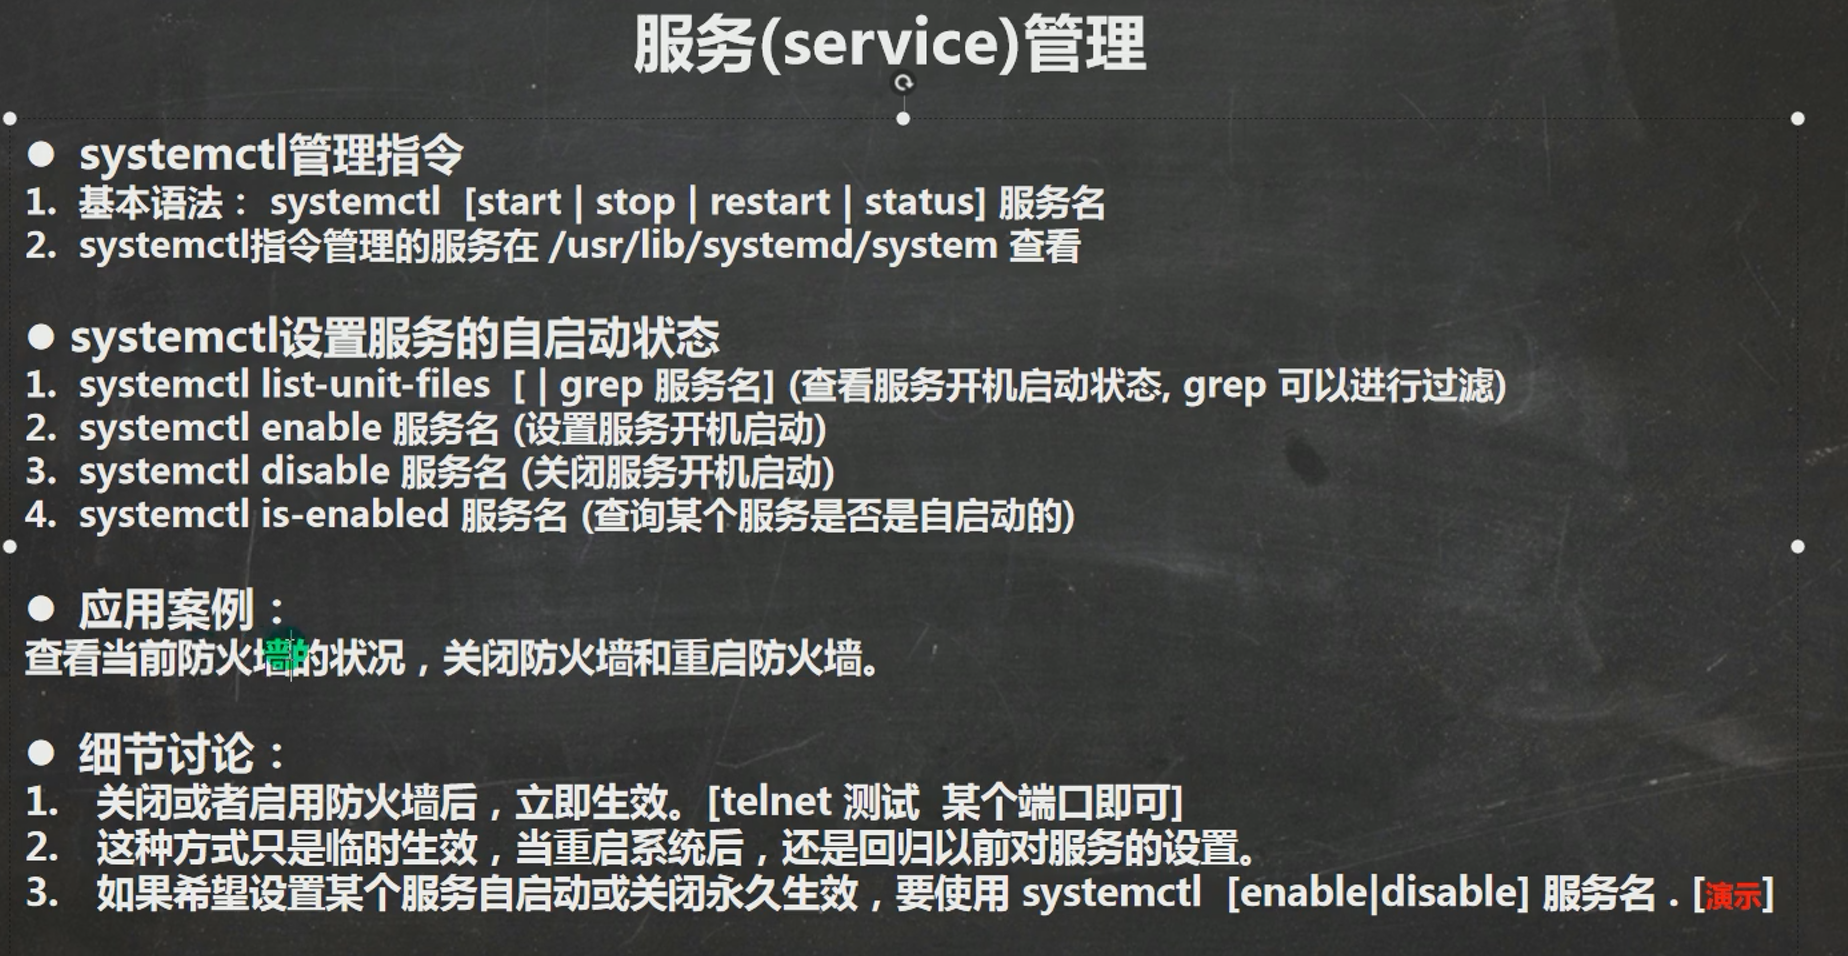 服务(service)管理
● systemctl管理指令
1. 基本语法： systemctl [start | stop | restart | status] 服务名
2. systemctl指令管理的服务在 /usr/lib/systemd/system 查看
● systemctl设置服务的自启动状态
1. systemctl list-unit-files [ | grep 服务名] (查看服务开机启动状态, grep 可以进行过滤)
2. systemctl enable 服务名 (设置服务开机启动)
3. systemctl disable 服务名 (关闭服务开机启动)
4. systemctl is-enabled 服务名 (查询某个服务是否是自启动的)
● 应用案例：
查看当前防火墙的状况，关闭防火墙和重启防火墙。
● 细节讨论：
1. 关闭或者启用防火墙后，立即生效。[telnet 测试 某个端口即可]
2. 这种方式只是临时生效，当重启系统后，还是回归以前对服务的设置。
3. 如果希望设置某个服务自启动或关闭永久生效，要使用 systemctl [enable|disable] 服务名 . [演示]